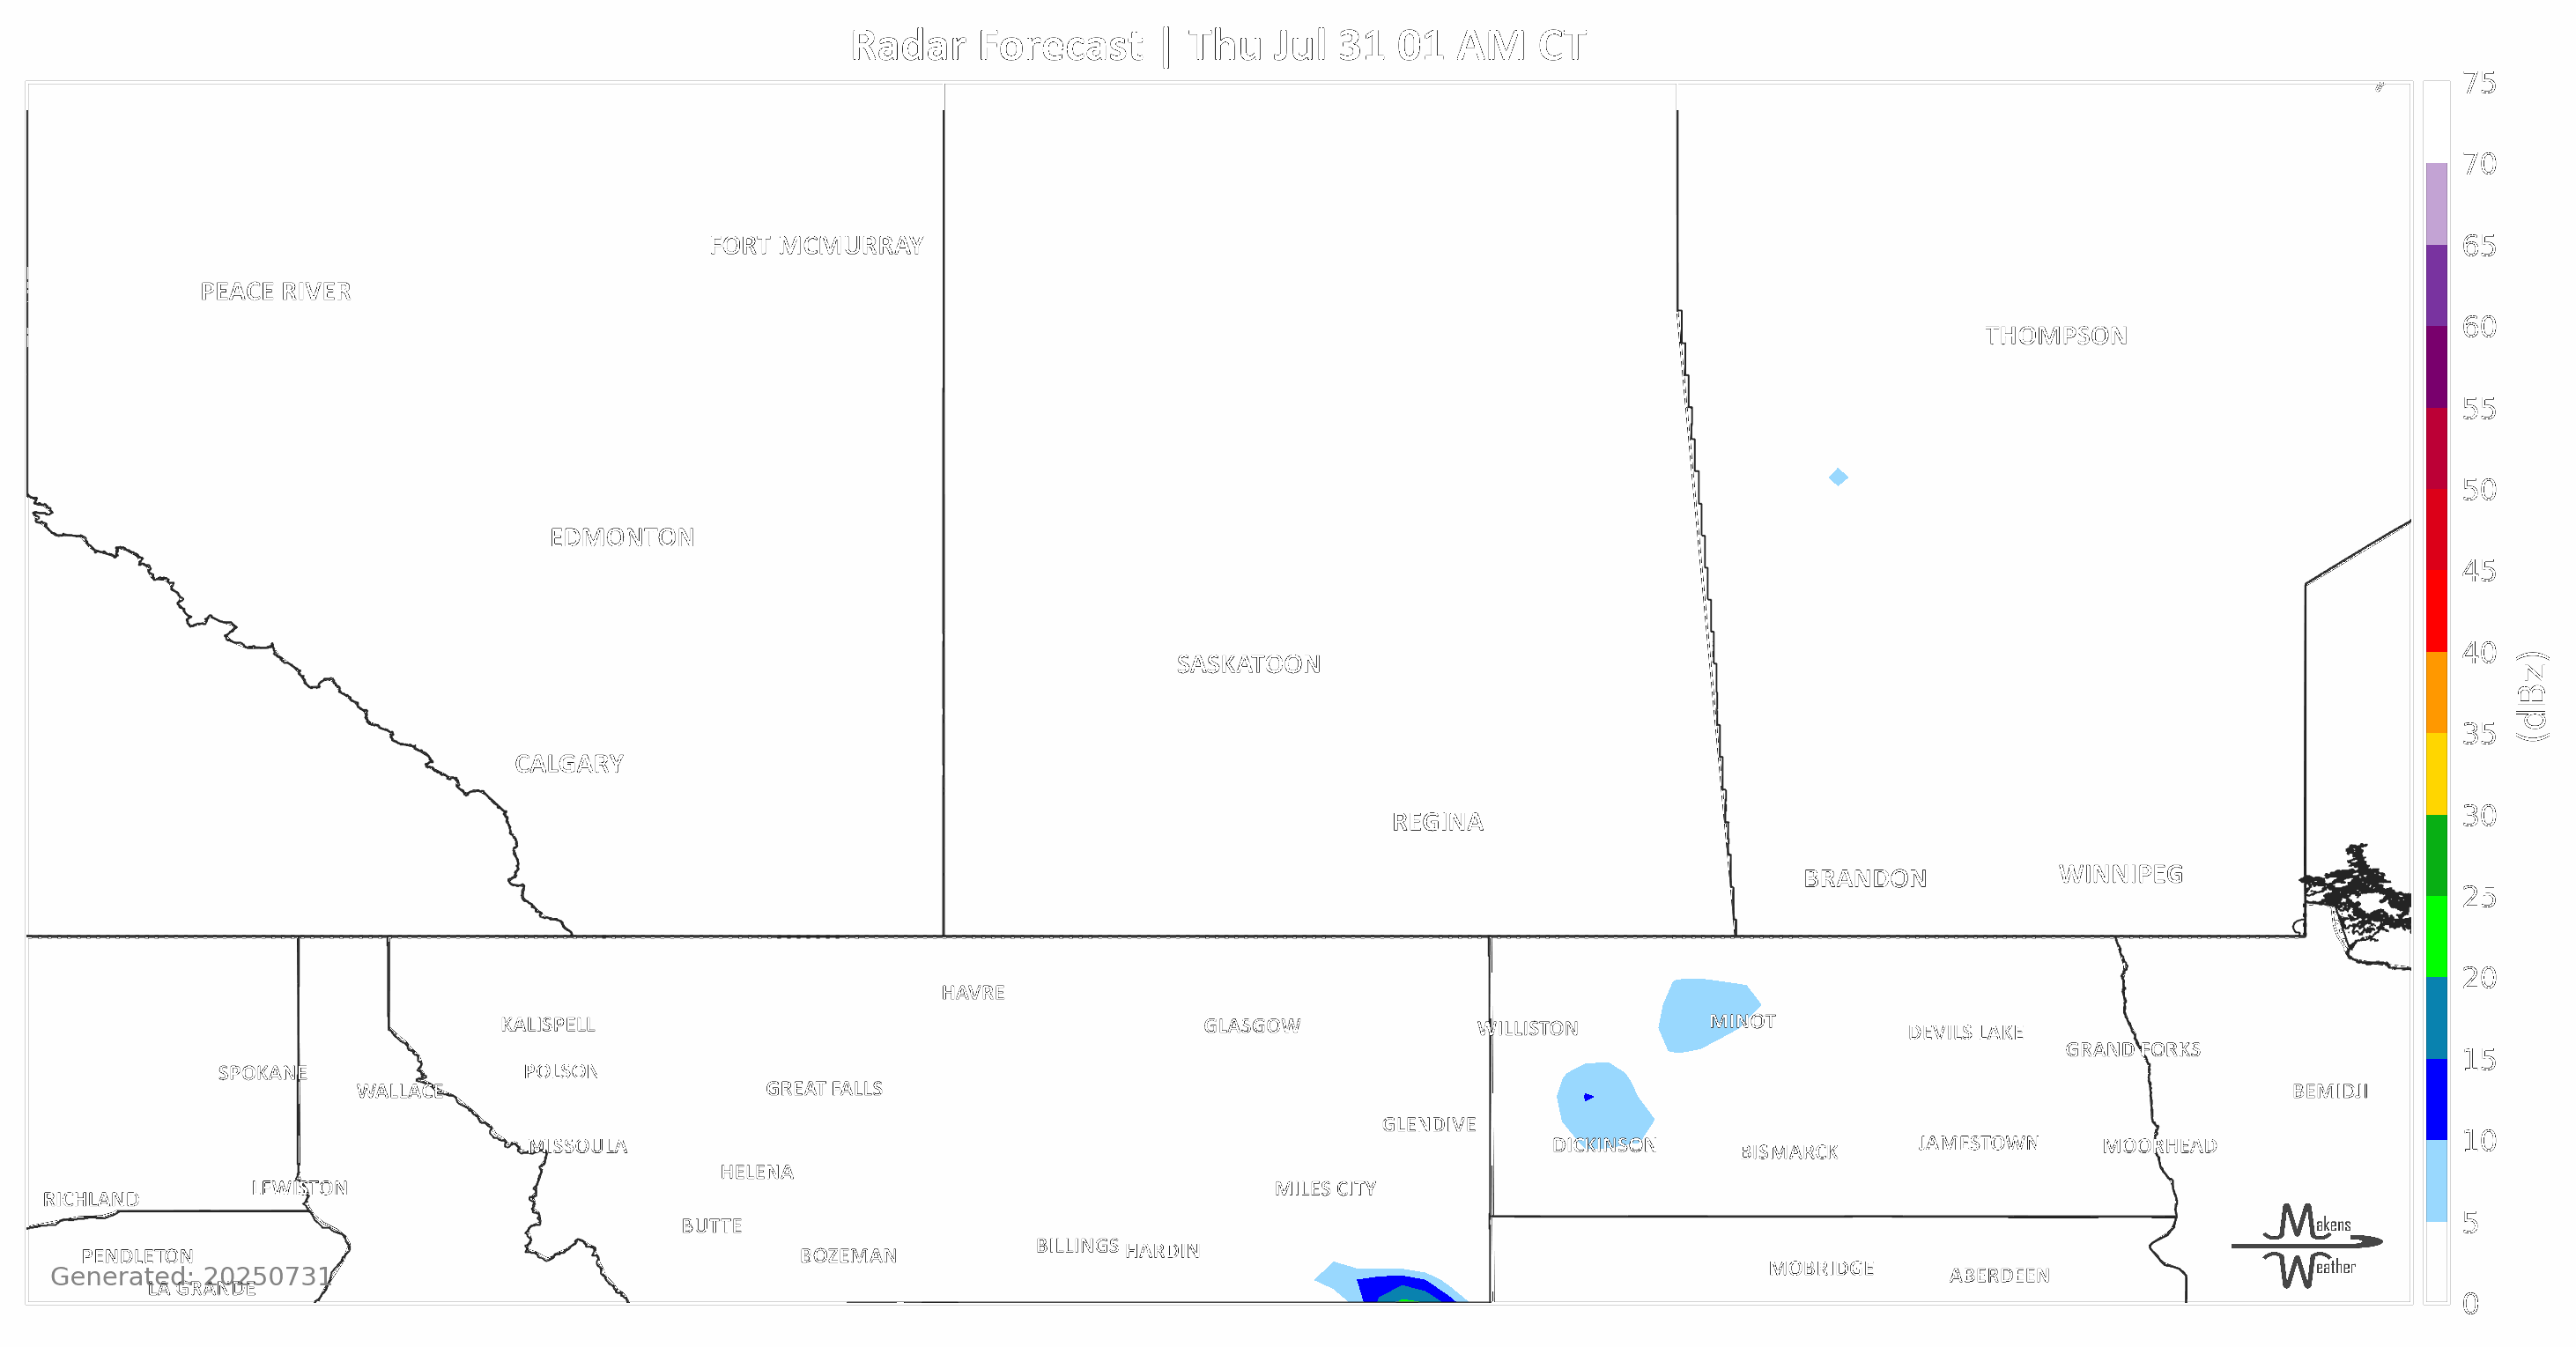 Radar Forecast | Thu Jul 31 01 AM CT
75
70
FORT MCMURRAY
65
PEACE RIVER
60
THOMPSON
55
50
EDMONTON
45
SASKATOON
40
(dBz)
35
CALGARY
REGINA
30
BRANDON
WINNIPEG
25
HAVRE
20
KALISPELL
GLASGOW
WILLISTON
MINOT
DEVILS LAKE
GRAND FORKS
15
SPOKANE
POLSON
WALLACE
GREAT FALLS
BEMIDJI
GLENDIVE
10
MISSOULA
DICKINSON
BISMARCK
JAMESTOWN
MOORHEAD
HELENA
LEWISTON
MILES CITY
RICHLAND
5
BUTTE
Makens
Weather
PENDLETON
BOZEMAN
BILLINGS
HARDIN
MOBRIDGE
ABERDEEN
Generated: 20250731
LA GRANDE
0